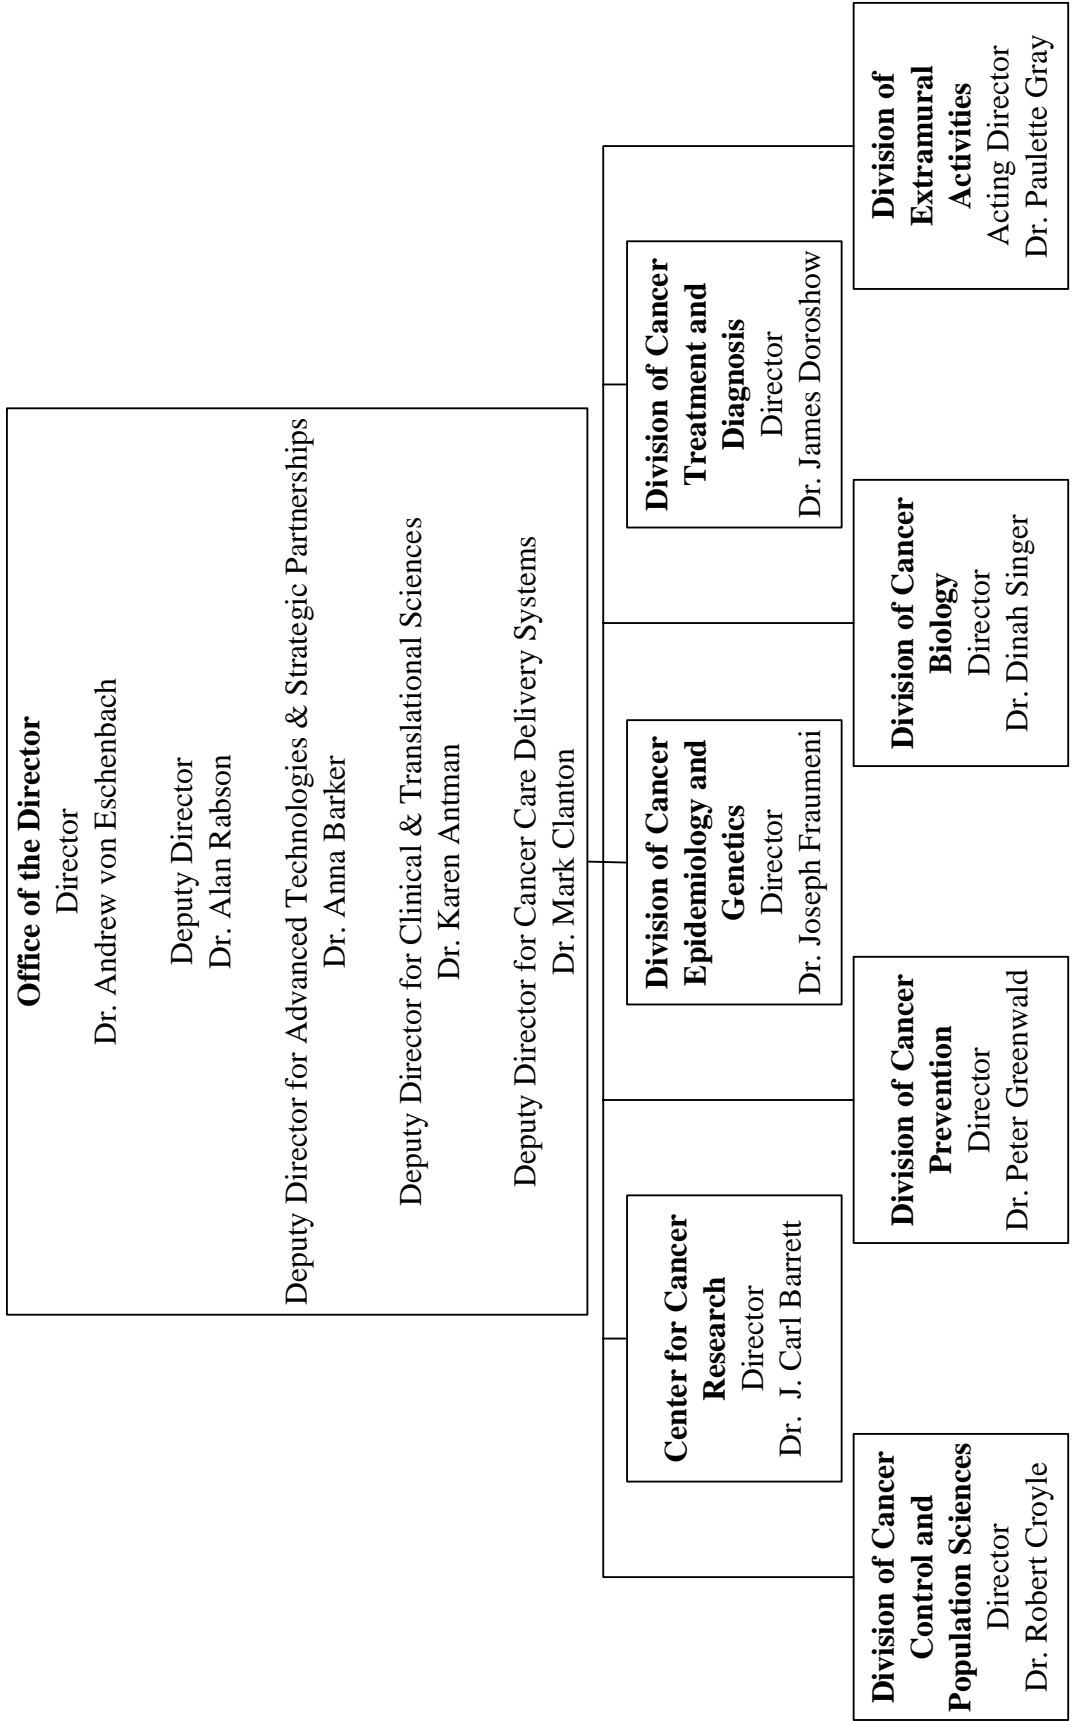 Office of the Director
Director
Dr. Andrew von Eschenbach
Deputy Director
Dr. Alan Rabson
Deputy Director for Advanced Technologies & Strategic Partnerships
Dr. Anna Barker
Deputy Director for Clinical & Translational Sciences
Dr. Karen Antman
Deputy Director for Cancer Care Delivery Systems
Dr. Mark Clanton
Center for Cancer
Research
Director
Dr. J. Carl Barrett
Division of Cancer
Epidemiology and
Genetics
Director
Dr. Joseph Fraumeni
Division of Cancer
Treatment and
Diagnosis
Director
Dr. James Doroshow
Division of Cancer
Control and
Population Sciences
Director
Dr. Robert Croyle
Division of Cancer
Prevention
Director
Dr. Peter Greenwald
Division of Cancer
Biology
Director
Dr. Dinah Singer
Division of
Extramural
Activities
Acting Director
Dr. Paulette Gray